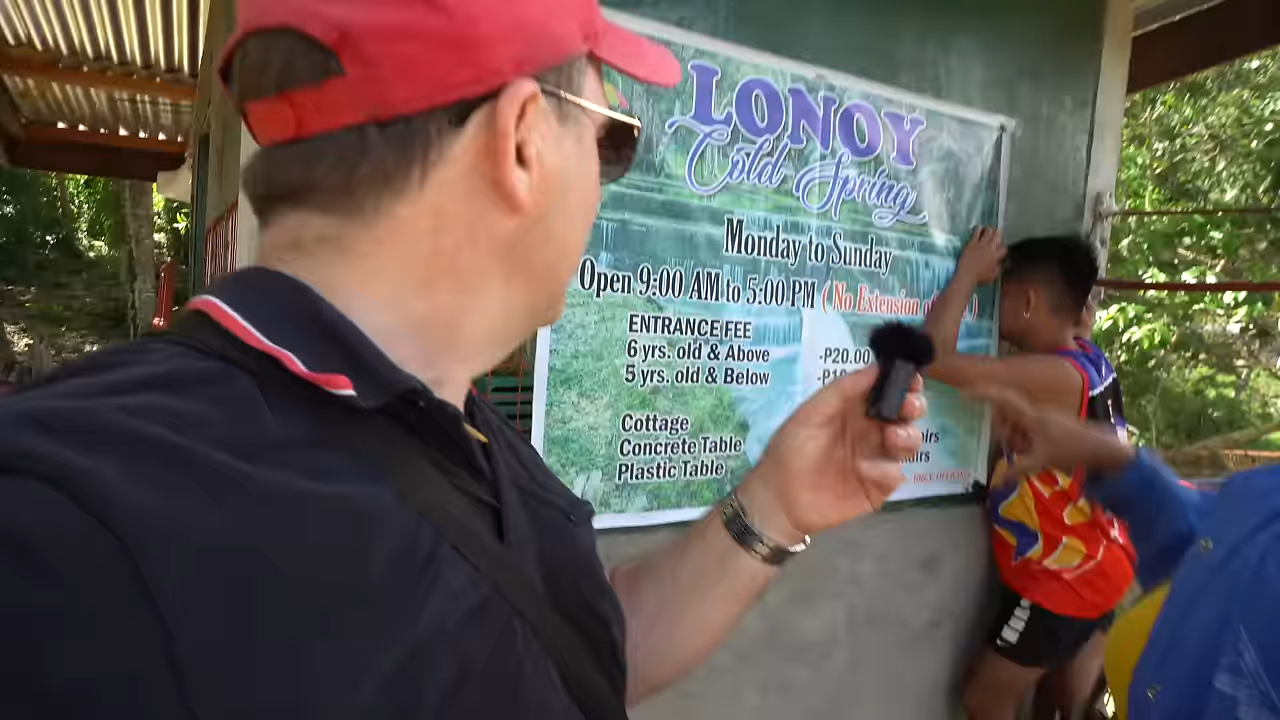 LONOY
Cold Spring
Monday to Sunday
Open 9:00 AM to 5:00 PM ( No Extension )
ENTRANCE FEE
6 yrs. old & Above -P20.00
5 yrs. old & Below
Cottage
Concrete Table
Plastic Table